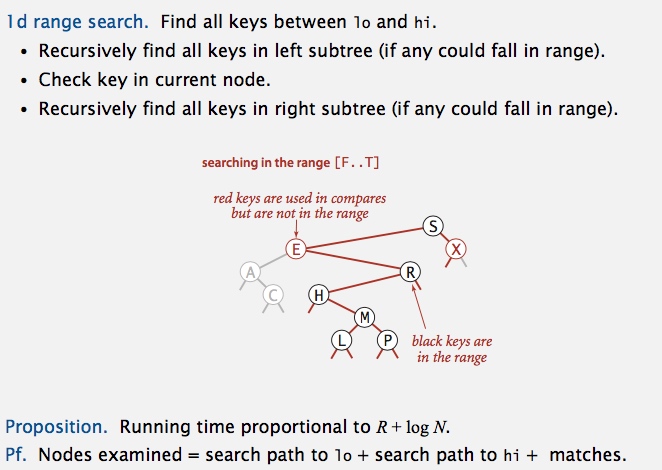 1d range search. Find all keys between lo and hi.
• Recursively find all keys in left subtree (if any could fall in range).
• Check key in current node.
• Recursively find all keys in right subtree (if any could fall in range).
searching in the range [F..T]
red keys are used in compares
but are not in the range
S
E
X
A
R
C
H
M
L
P
black keys are
in the range
Proposition. Running time proportional to R + log N.
Pf. Nodes examined = search path to lo + search path to hi + matches.